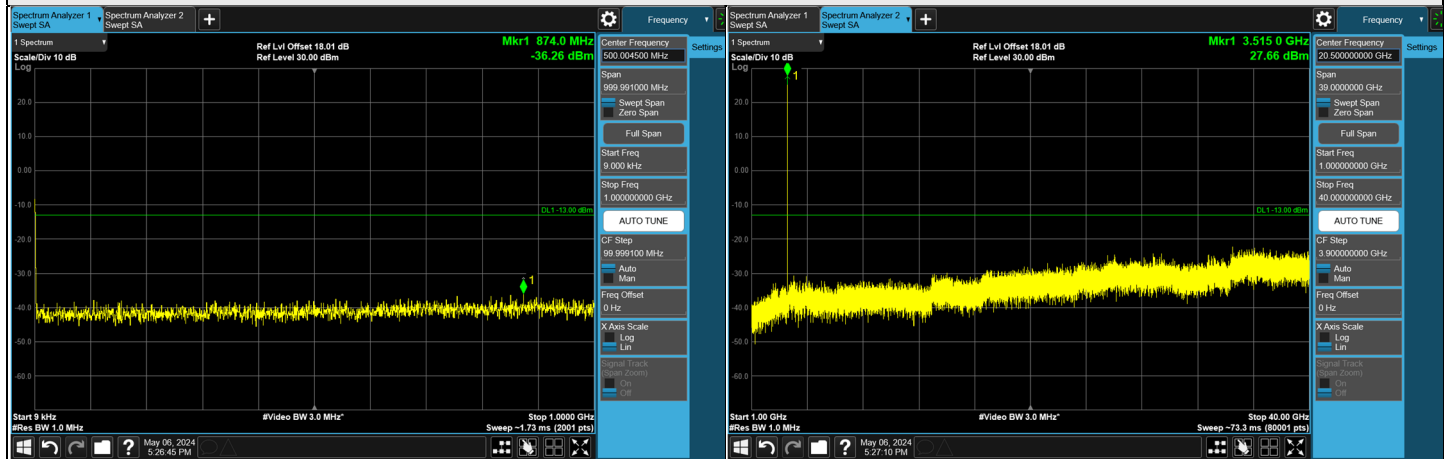 Spectrum Analyzer 1
Swept SA
Spectrum Analyzer 2
Swept SA
Frequency
1 Spectrum
Scale/Div 10 dB
Log
Ref Lvl Offset 18.01 dB
Ref Level 30.00 dBm
Mkr1 874.0 MHz
-36.26 dBm
20.0
10.0
0.00
-10.0
-20.0
-30.0
-40.0
-50.0
-60.0
DL1 -13.00 dBm
1
Start 9 kHz
#Res BW 1.0 MHz
#Video BW 3.0 MHz*
Stop 1.0000 GHz
Sweep ~1.73 ms (2001 pts)
Center Frequency
500.004500 MHz
Settings
Span
999.991000 MHz
Swept Span
Zero Span
Full Span
Start Freq
9.000 kHz
Stop Freq
1.000000000 GHz
AUTO TUNE
CF Step
99.999100 MHz
Auto
Man
Freq Offset
0 Hz
X Axis Scale
Log
Lin
Signal Track
(Span Zoom)
On
Off
?
May 06, 2024
5:26:45 PM
Spectrum Analyzer 1
Swept SA
Spectrum Analyzer 2
Swept SA
Frequency
1 Spectrum
Scale/Div 10 dB
Log
Ref Lvl Offset 18.01 dB
Ref Level 30.00 dBm
Mkr1 3.515 0 GHz
27.66 dBm
1
20.0
10.0
0.00
-10.0
-20.0
-30.0
-40.0
-50.0
-60.0
DL1 -13.00 dBm
Start 1.00 GHz
#Res BW 1.0 MHz
#Video BW 3.0 MHz*
Stop 40.00 GHz
Sweep ~73.3 ms (80001 pts)
Center Frequency
20.500000000 GHz
Settings
Span
39.0000000 GHz
Swept Span
Zero Span
Full Span
Start Freq
1.000000000 GHz
Stop Freq
40.000000000 GHz
AUTO TUNE
CF Step
3.900000000 GHz
Auto
Man
Freq Offset
0 Hz
X Axis Scale
Log
Lin
Signal Track
(Span Zoom)
On
Off
?
May 06, 2024
5:27:10 PM